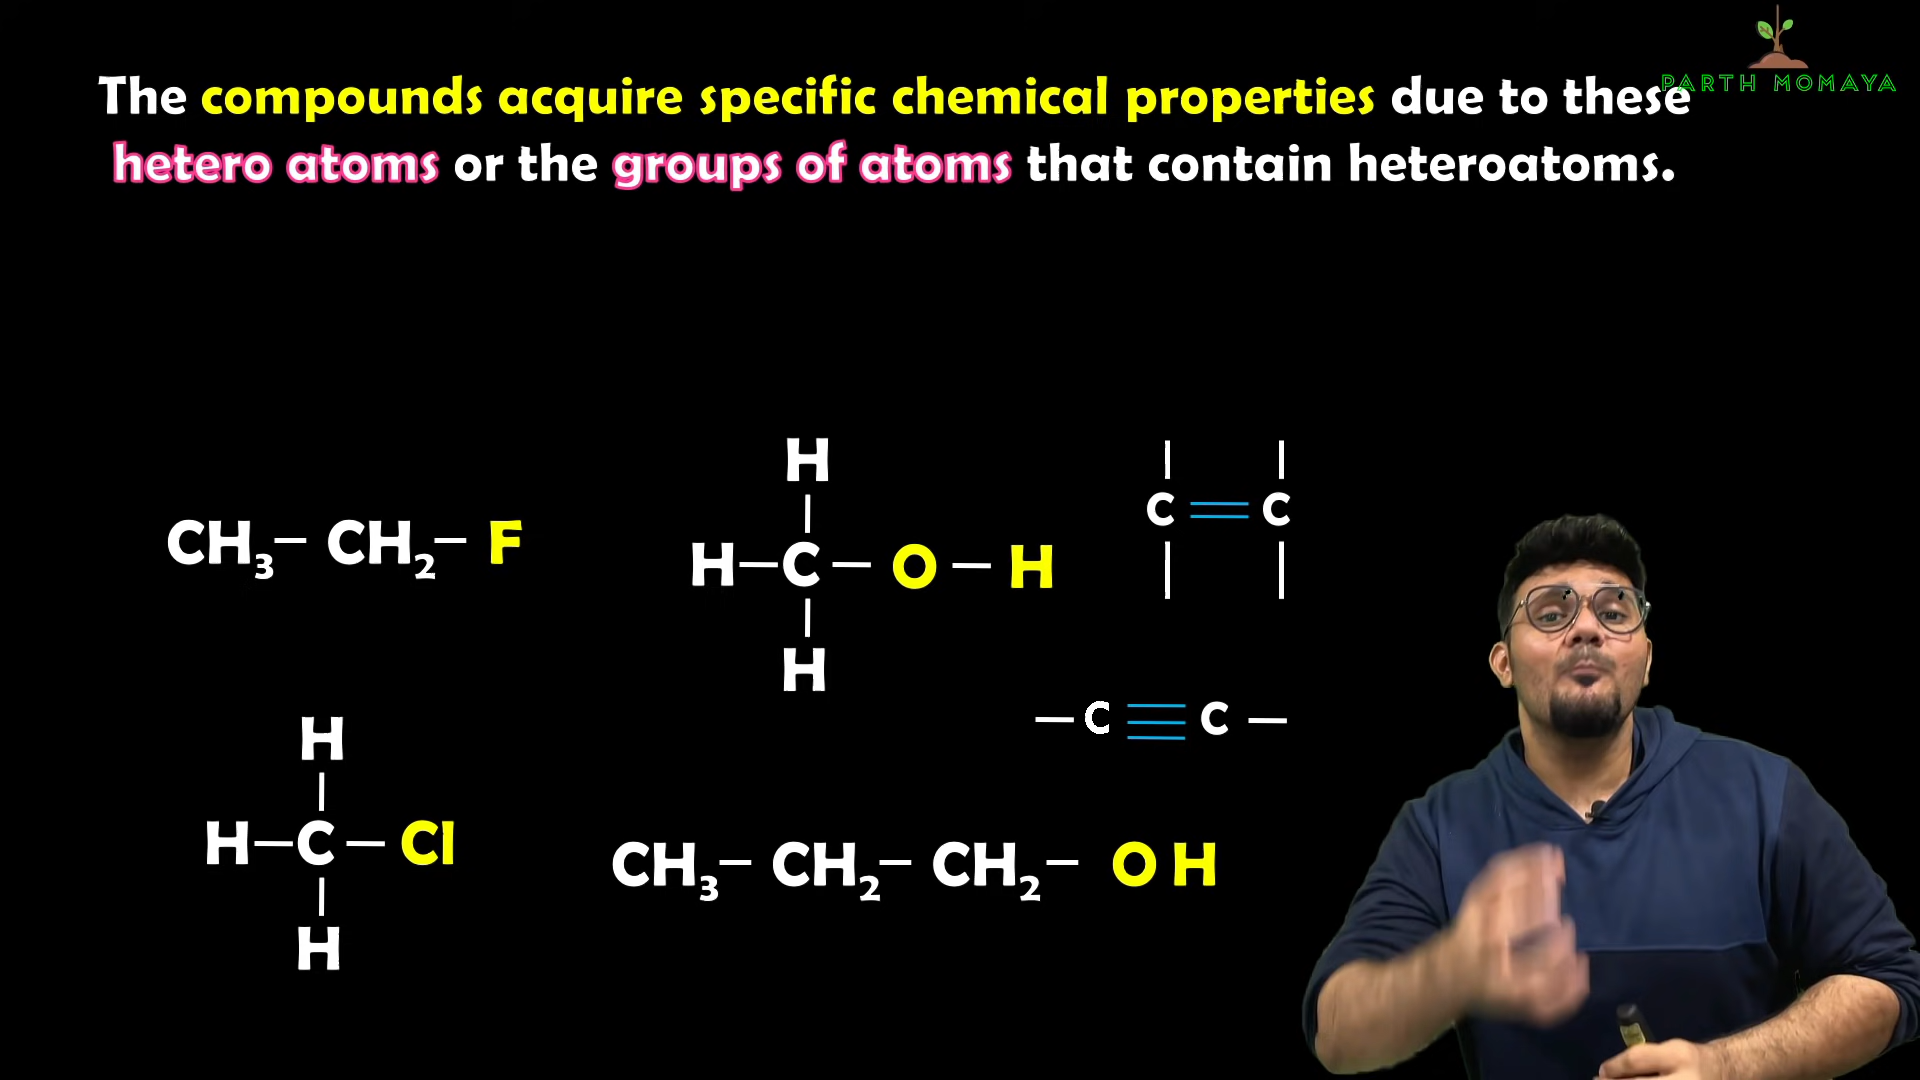 PARTH MOMAYA
The compounds acquire specific chemical properties due to these
hetero atoms or the groups of atoms that contain heteroatoms.
CH₃– CH₂– F
H
H–C – O – H
H
C = C
– C ≡ C –
H
H–C – Cl
H
CH₃– CH₂– CH₂– OH